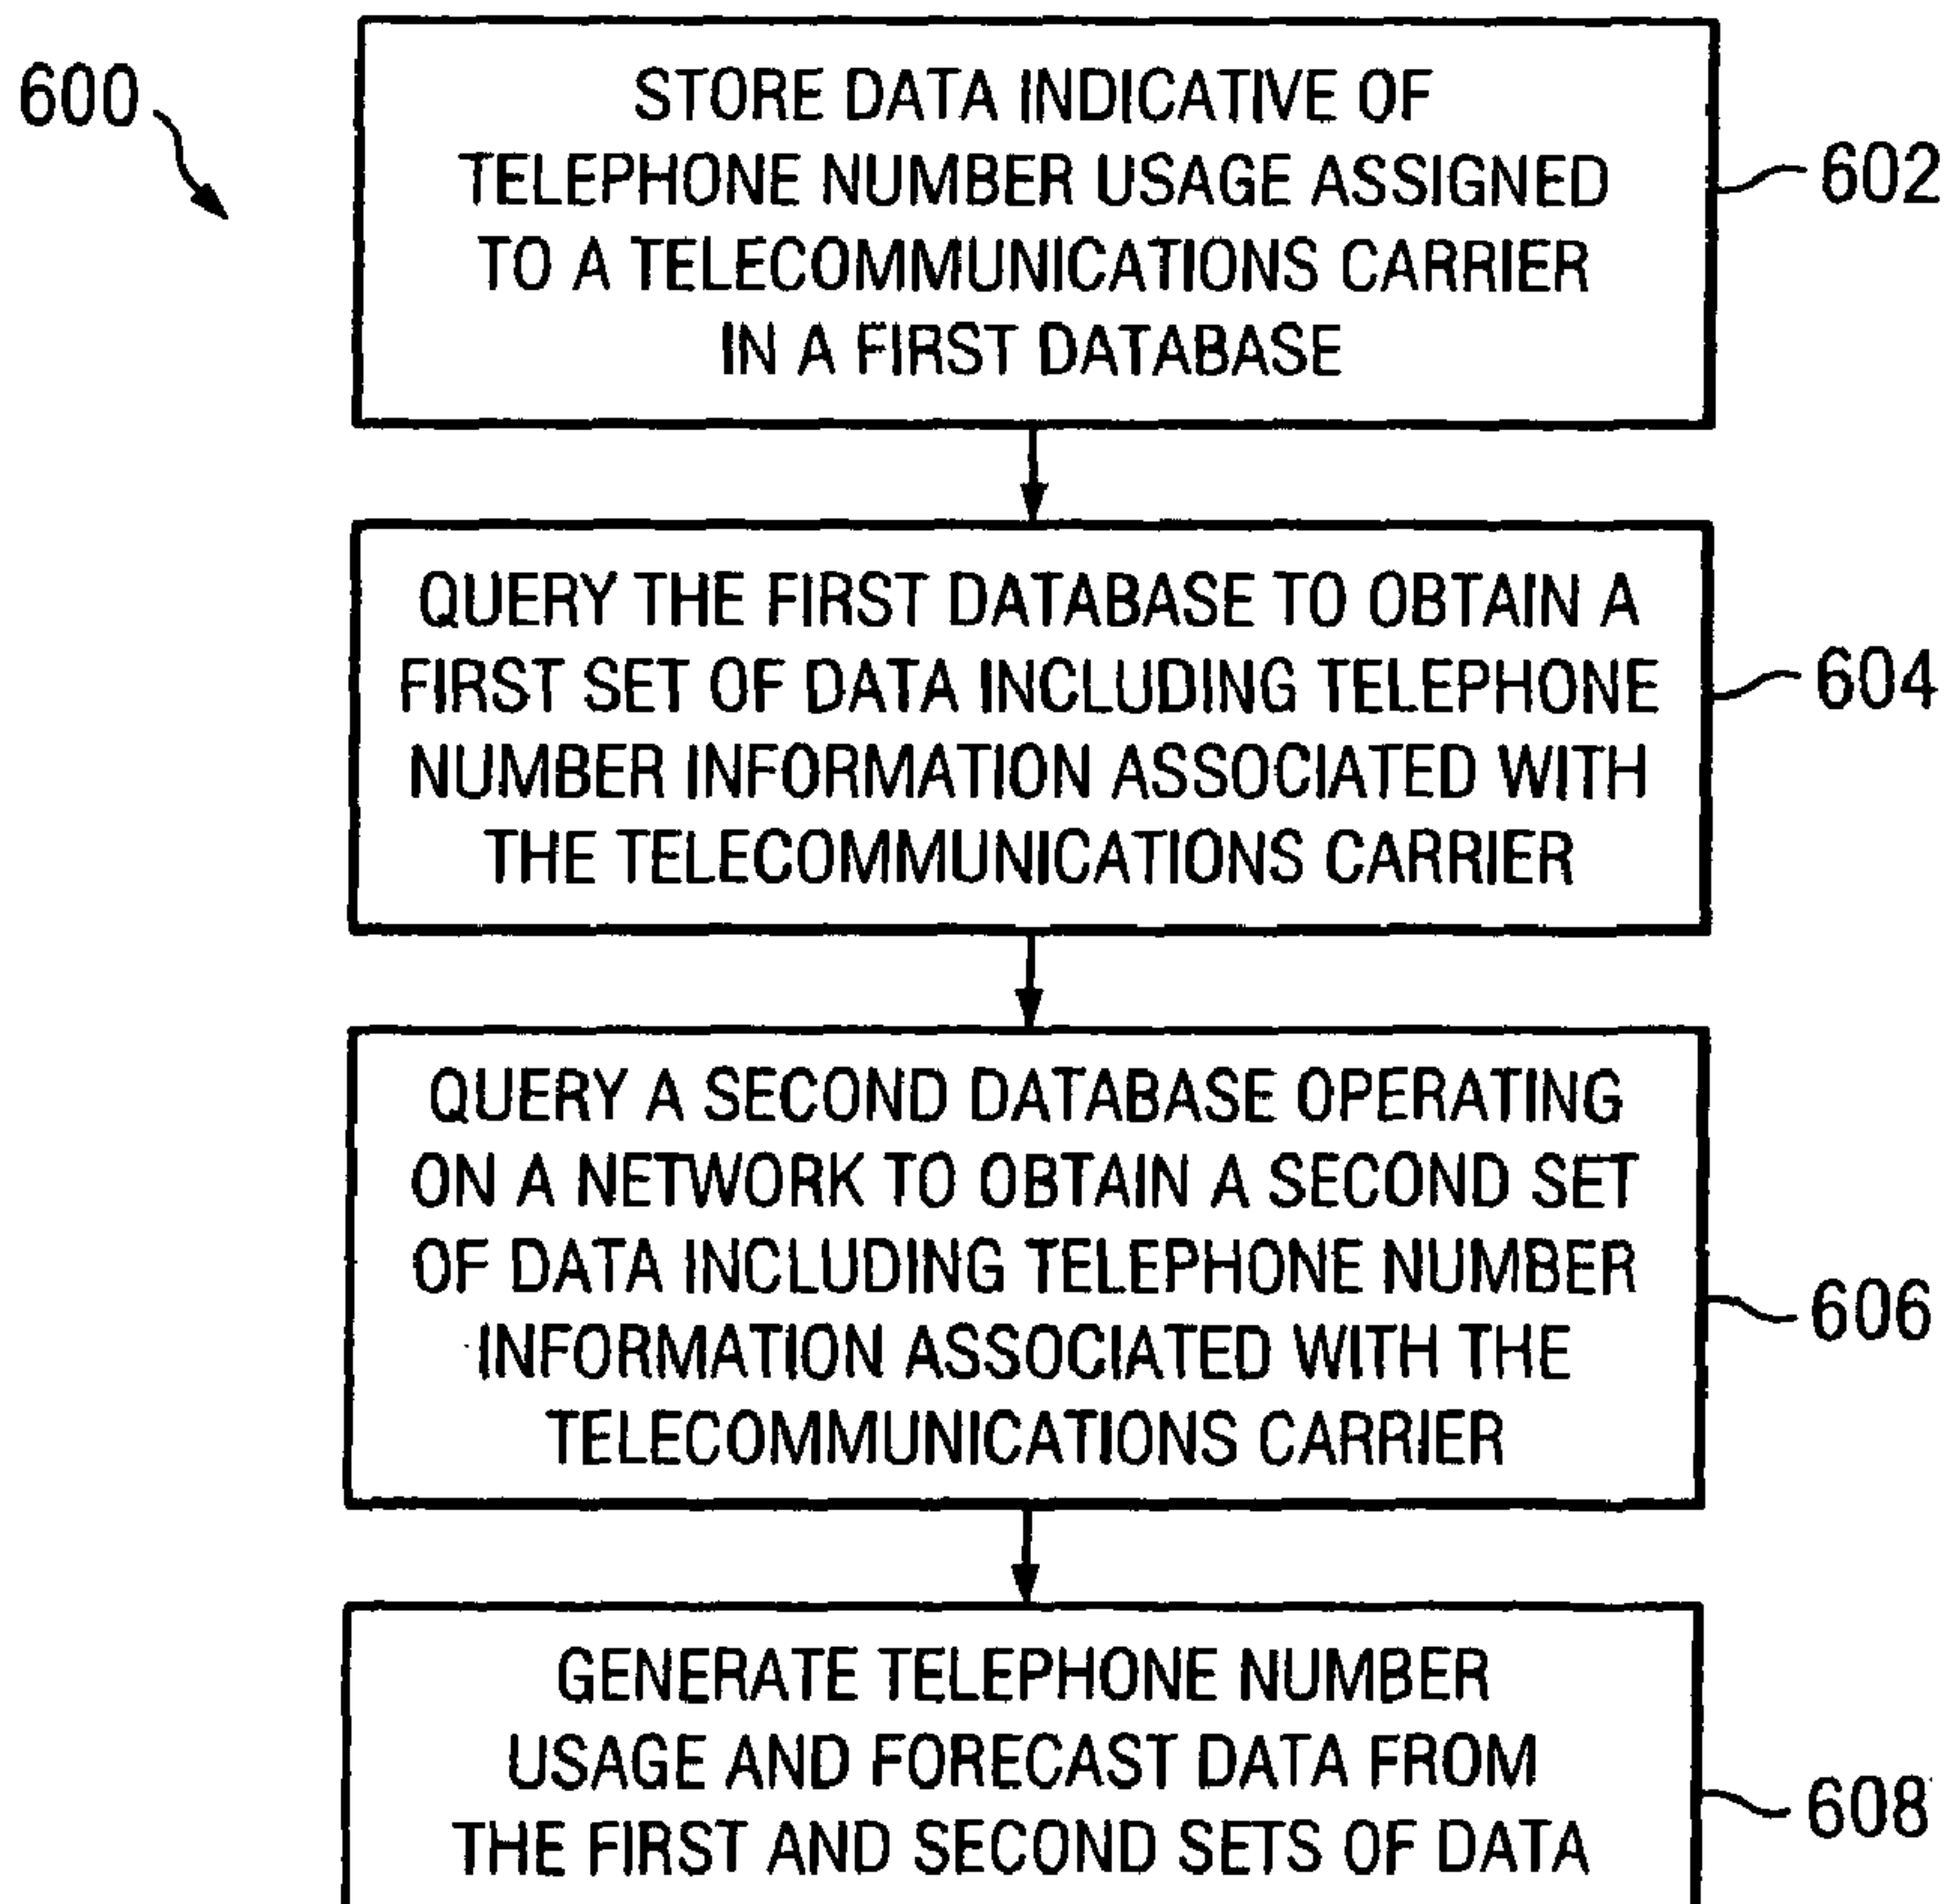 600
STORE DATA INDICATIVE OF
TELEPHONE NUMBER USAGE ASSIGNED
TO A TELECOMMUNICATIONS CARRIER
IN A FIRST DATABASE
602
QUERY THE FIRST DATABASE TO OBTAIN A
FIRST SET OF DATA INCLUDING TELEPHONE
NUMBER INFORMATION ASSOCIATED WITH
THE TELECOMMUNICATIONS CARRIER
604
QUERY A SECOND DATABASE OPERATING
ON A NETWORK TO OBTAIN A SECOND SET
OF DATA INCLUDING TELEPHONE NUMBER
INFORMATION ASSOCIATED WITH THE
TELECOMMUNICATIONS CARRIER
606
GENERATE TELEPHONE NUMBER
USAGE AND FORECAST DATA FROM
THE FIRST AND SECOND SETS OF DATA
608